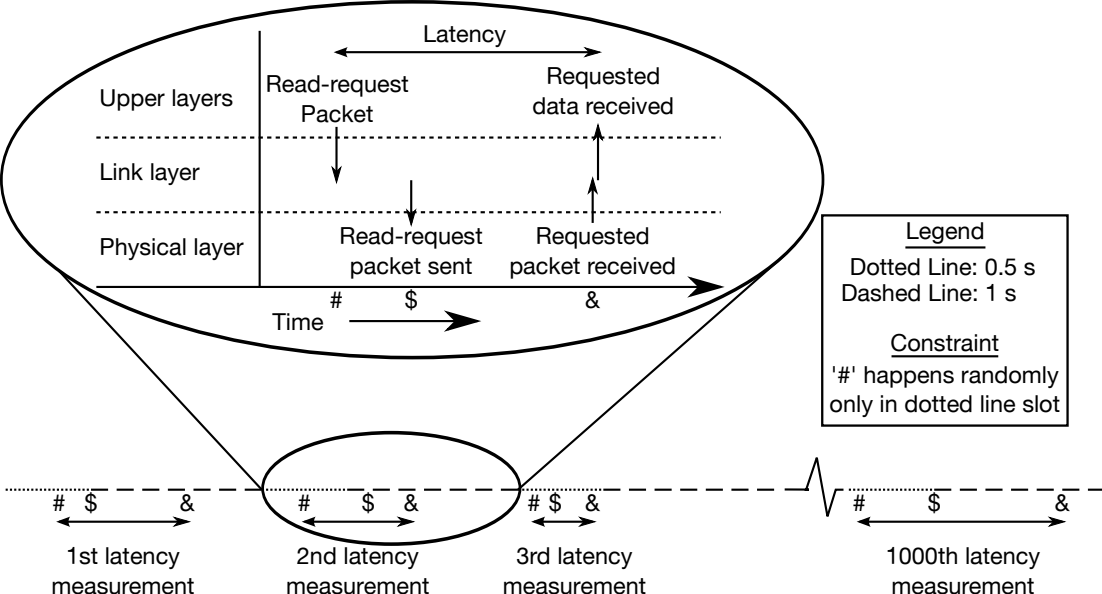 Latency
Upper layers
Read-request
Packet
Requested
data received
Link layer
Physical layer
Read-request
packet sent
Requested
packet received
# $ &
Time
Legend
Dotted Line: 0.5 s
Dashed Line: 1 s
Constraint
'#' happens randomly
only in dotted line slot
# $ & # $ & # $ & # $ &
1st latency
measurement
2nd latency
measurement
3rd latency
measurement
1000th latency
measurement